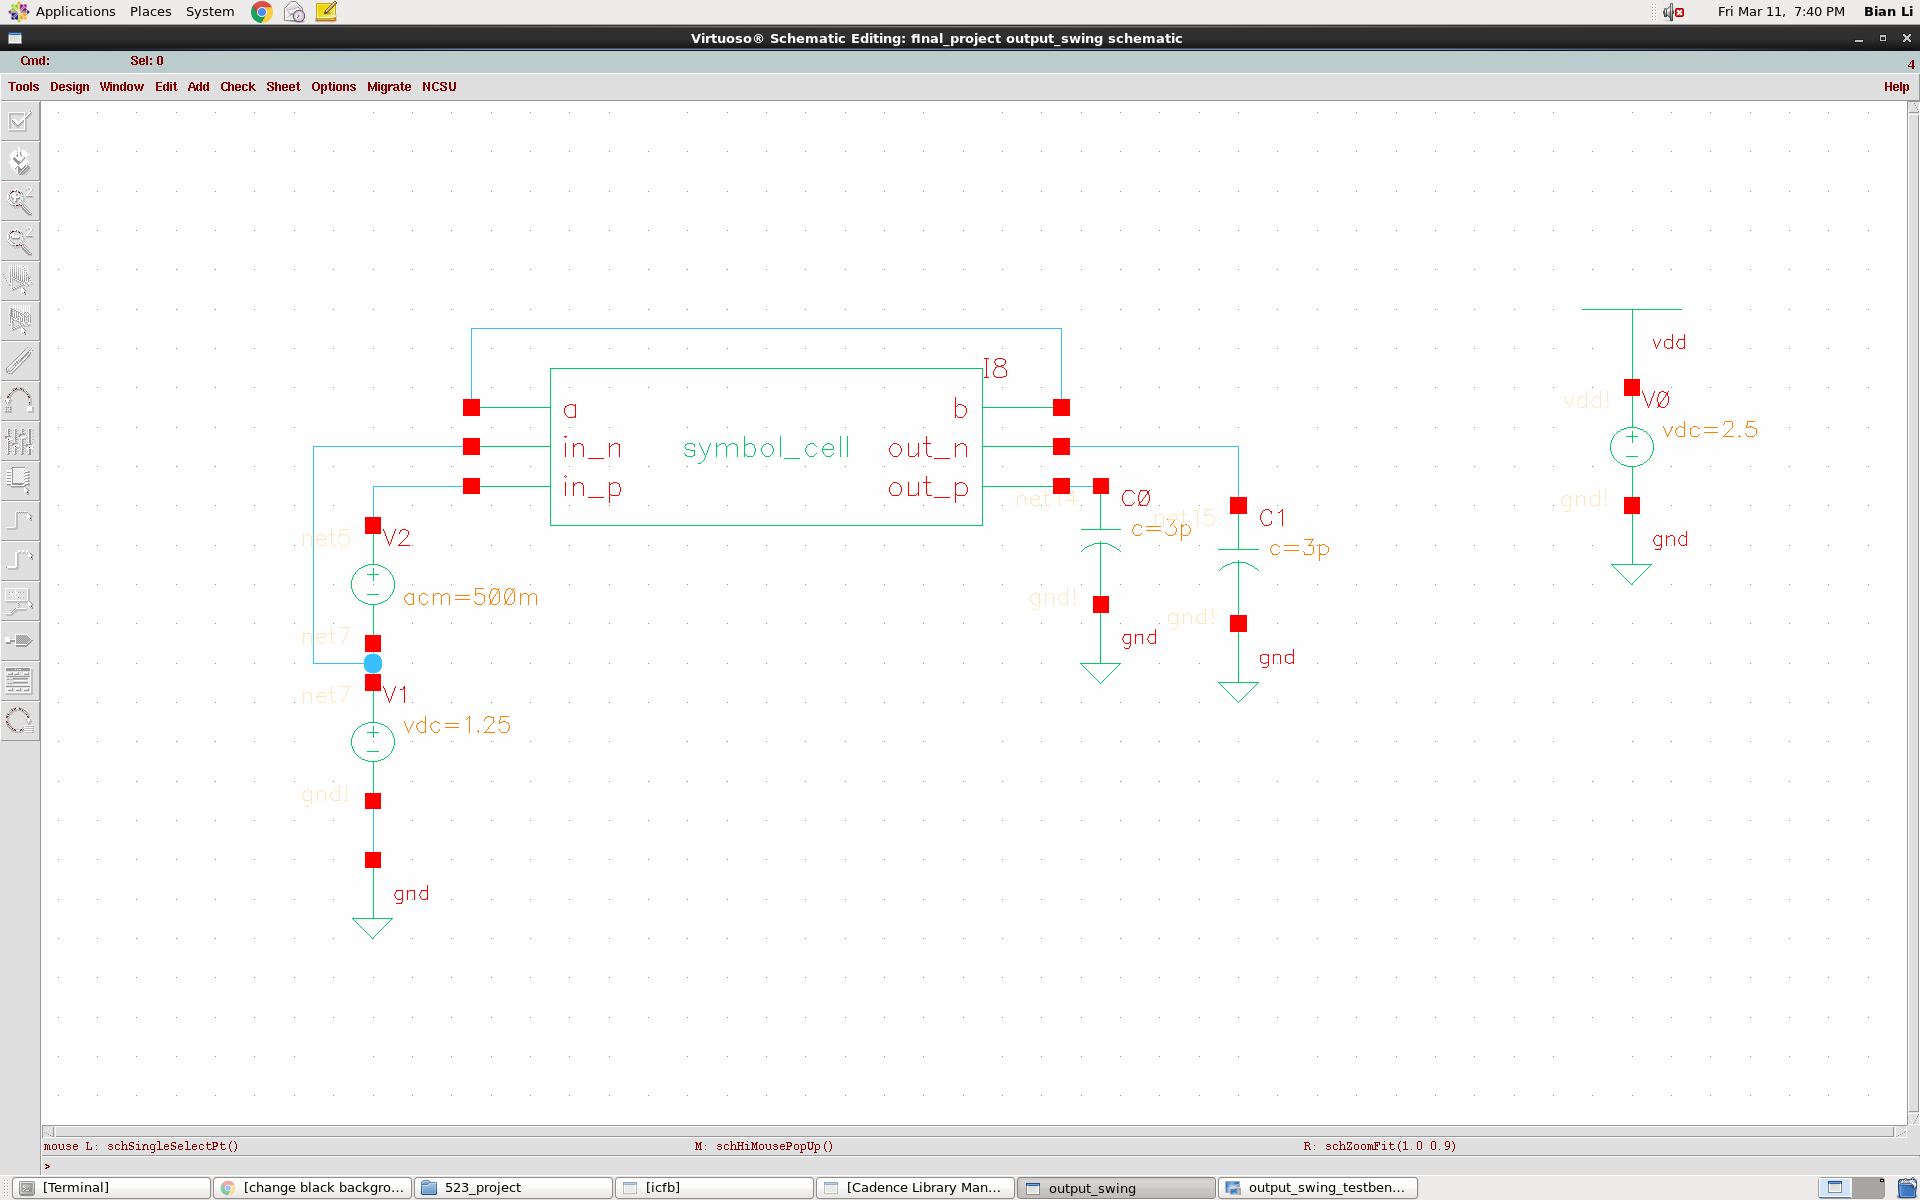 Applications Places System Fri Mar 11, 7:40 PM Bian Li
Virtuoso® Schematic Editing: final_project output_swing schematic
Cmd: Sel: 0 4
Tools Design Window Edit Add Check Sheet Options Migrate NCSU Help
I8
a b
in_n symbol_cell out_n
in_p out_p
vdd
vdd! V0
vdc=2.5
gnd!
gnd
net14 C0
net15 C1
c=3p
c=3p
gnd!
gnd!
gnd
gnd
net5 V2
acm=500m
net7
net7 V1
vdc=1.25
gnd!
gnd
mouse L: schSingleSelectPt() M: schHiMousePopUp() R: schZoomFit(1.0 0.9)
>
[Terminal] [change black backgro... 523_project [icfb] [Cadence Library Man... output_swing output_swing_testben...